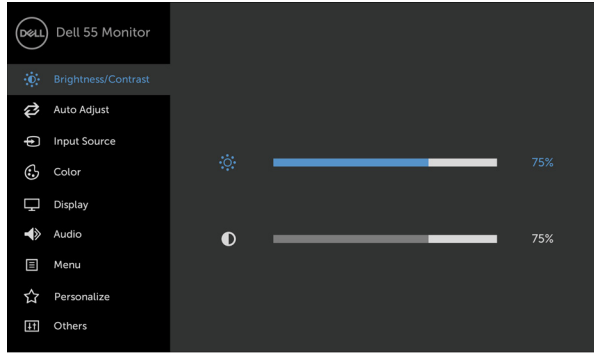 DELL
Dell 55 Monitor
Brightness/Contrast
Auto Adjust
Input Source
Color
Display
Audio
Menu
Personalize
Others
75%
75%